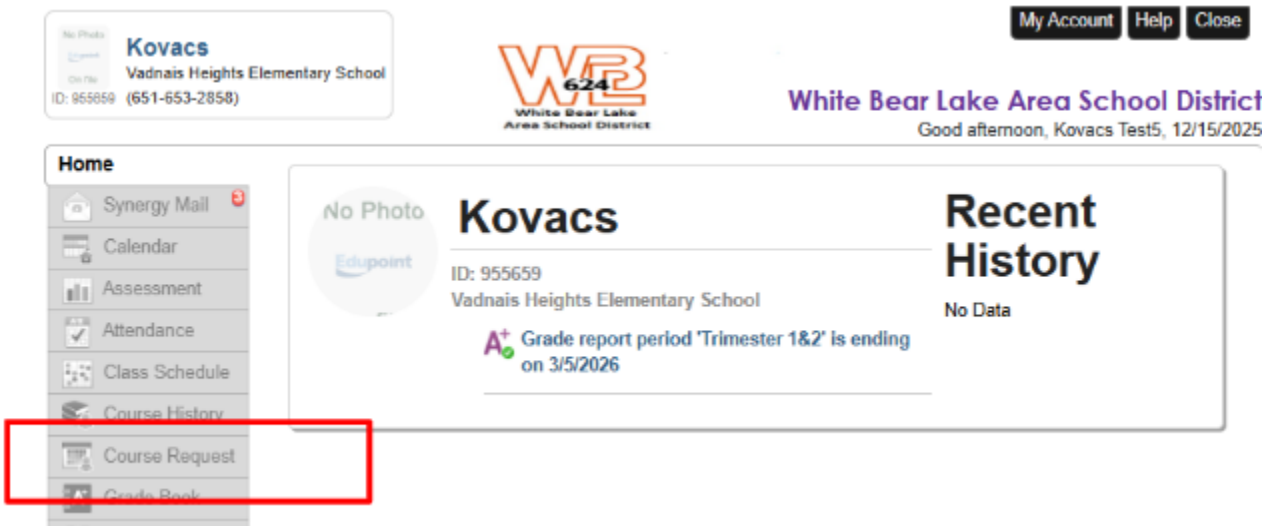 My Account Help Close
No Photo
Edupoint
On file
Kovacs
Vadnais Heights Elementary School
ID: 955659 (651-653-2858)
WBL
624
White Bear Lake
Area School District
White Bear Lake Area School District
Good afternoon, Kovacs Test5, 12/15/2025
Home
Synergy Mail 3
Calendar
Assessment
Attendance
Class Schedule
Course History
Course Request
Grade Book
No Photo
Edupoint
Kovacs
ID: 955659
Vadnais Heights Elementary School
A+ Grade report period 'Trimester 1&2' is ending
on 3/5/2026
Recent
History
No Data